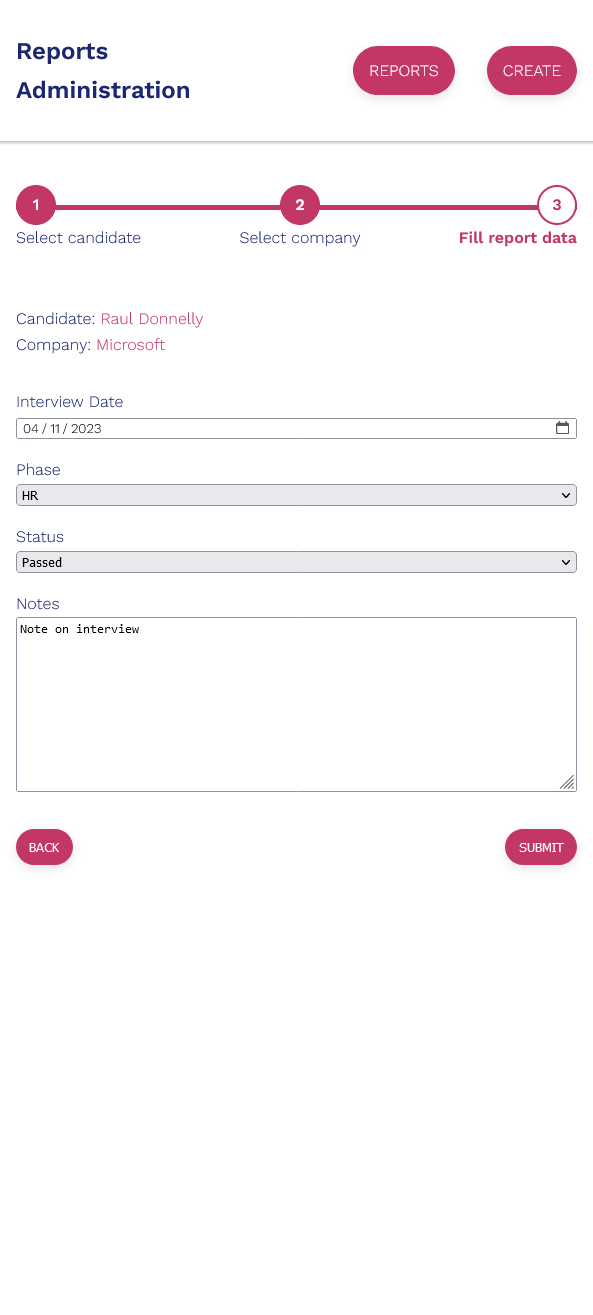 Reports
Administration
REPORTS
CREATE
1
2
3
Select candidate
Select company
Fill report data
Candidate: Raul Donnelly
Company: Microsoft
Interview Date
04 / 11 / 2023
Phase
HR
Status
Passed
Notes
Note on interview
BACK
SUBMIT